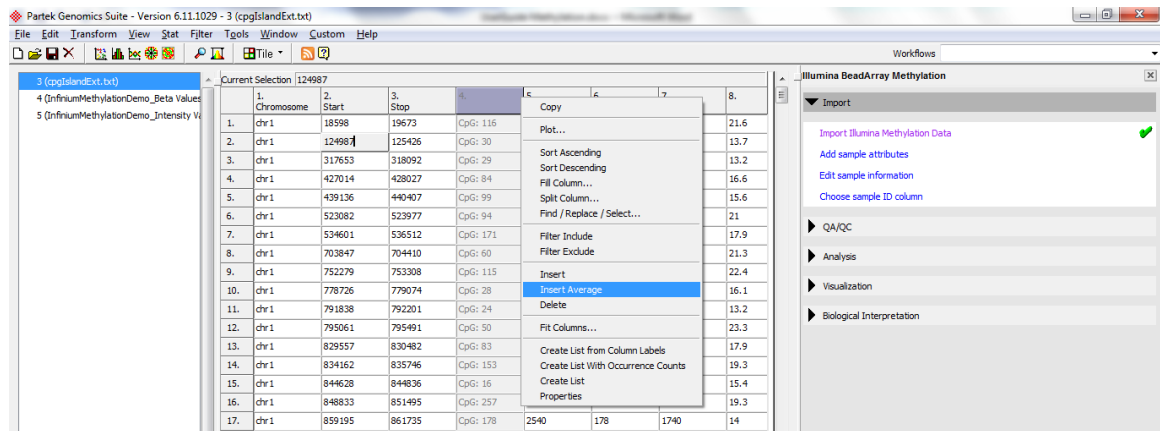 Partek Genomics Suite - Version 6.11.1029 - 3 (cpgIslandExt.txt)
File Edit Transform View Stat Filter Tools Window Custom Help
Tile
Workflows
3 (cpgIslandExt.txt)
4 (InfiniumMethylationDemo_Beta Values
5 (InfiniumMethylationDemo_Intensity Va
Current Selection 124987
1. Chromosome 2. Start 3. Stop 4. 5. 6. 7. 8.
1. chr1 18598 19673 CpG: 116 21.6
2. chr1 124987 125426 CpG: 30 13.7
3. chr1 317653 318092 CpG: 29 13.2
4. chr1 427014 428027 CpG: 84 16.6
5. chr1 439136 440407 CpG: 99 15.6
6. chr1 523082 523977 CpG: 94 21
7. chr1 534601 536512 CpG: 171 17.9
8. chr1 703847 704410 CpG: 60 21.3
9. chr1 752279 753308 CpG: 115 22.4
10. chr1 778726 779074 CpG: 28 16.1
11. chr1 791838 792201 CpG: 24 13.2
12. chr1 795061 795491 CpG: 50 23.3
13. chr1 829557 830482 CpG: 83 17.9
14. chr1 834162 835746 CpG: 153 19.3
15. chr1 844628 844836 CpG: 16 15.4
16. chr1 848833 851495 CpG: 257 19.3
17. chr1 859195 861735 CpG: 178 2540 178 1740 14
Copy
Plot...
Sort Ascending
Sort Descending
Fill Column...
Split Column...
Find / Replace / Select...
Filter Include
Filter Exclude
Insert
Insert Average
Delete
Fit Columns...
Create List from Column Labels
Create List With Occurrence Counts
Create List
Properties
Illumina BeadArray Methylation
Import
Import Illumina Methylation Data
Add sample attributes
Edit sample information
Choose sample ID column
QA/QC
Analysis
Visualization
Biological Interpretation